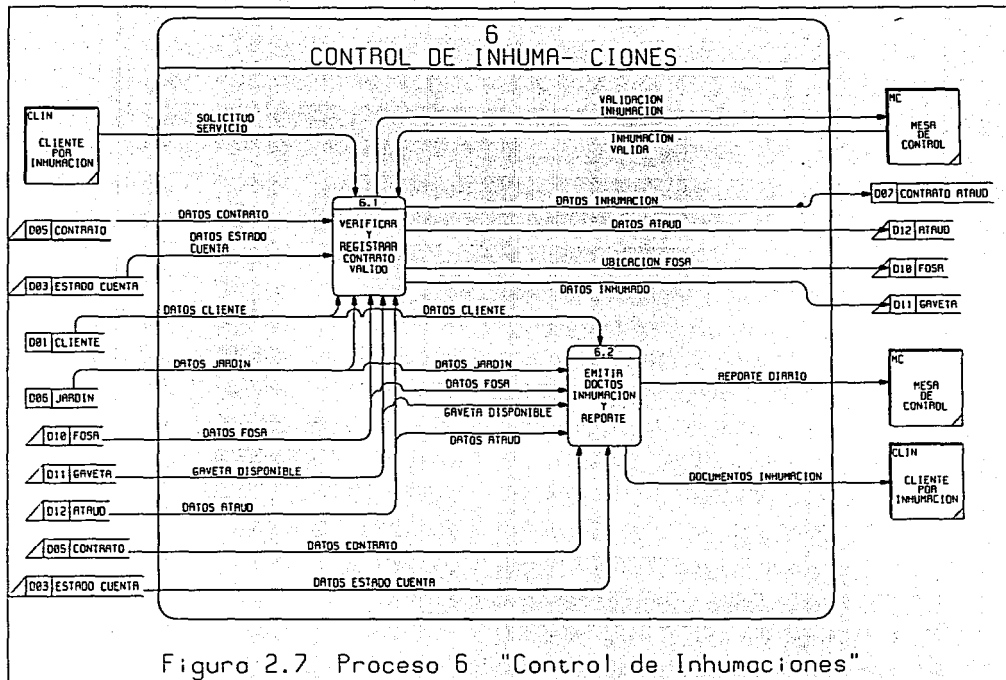 6
CONTROL DE INHUMA- CIONES
CLIN
CLIENTE
POR
INHUMACION
SOLICITUD
SERVICIO
VALIDACION
INHUMACION
INHUMACION-
VALIDA
MC
MESA
DE
CONTROL
6.1
VERIFICAR
Y
REGISTRAR
CONTRATO
VALIDO
DATOS CONTRATO
D05 CONTRATO
DATOS ESTADO
CUENTA
D03 ESTADO CUENTA
DATOS INHUMACION
D07 CONTRATO ATAUD
DATOS ATAUD
D12 ATAUD
UBICACION FOSA
D10 FOSA
DATOS INHUMADO
D11 GAVETA
DATOS CLIENTE
DATOS CLIENTE
D01 CLIENTE
6.2
EMITIR
DOCTOS
INHUMACION
Y
REPORTE
DATOS JARDIN
DATOS JARDIN
D06 JARDIN
DATOS FOSA
GAVETA DISPONIBLE
DATOS ATAUD
REPORTE DIARIO
MC
MESA
DE
CONTROL
D10 FOSA
DATOS FOSA
D11 GAVETA
GAVETA DISPONIBLE
D12 ATAUD
DATOS ATAUD
DOCUMENTOS INHUMACION
CLIN
CLIENTE
POR
INHUMACION
D05 CONTRATO
DATOS CONTRATO
D03 ESTADO CUENTA
DATOS ESTADO CUENTA
Figura 2.7 Proceso 6 "Control de Inhumaciones"